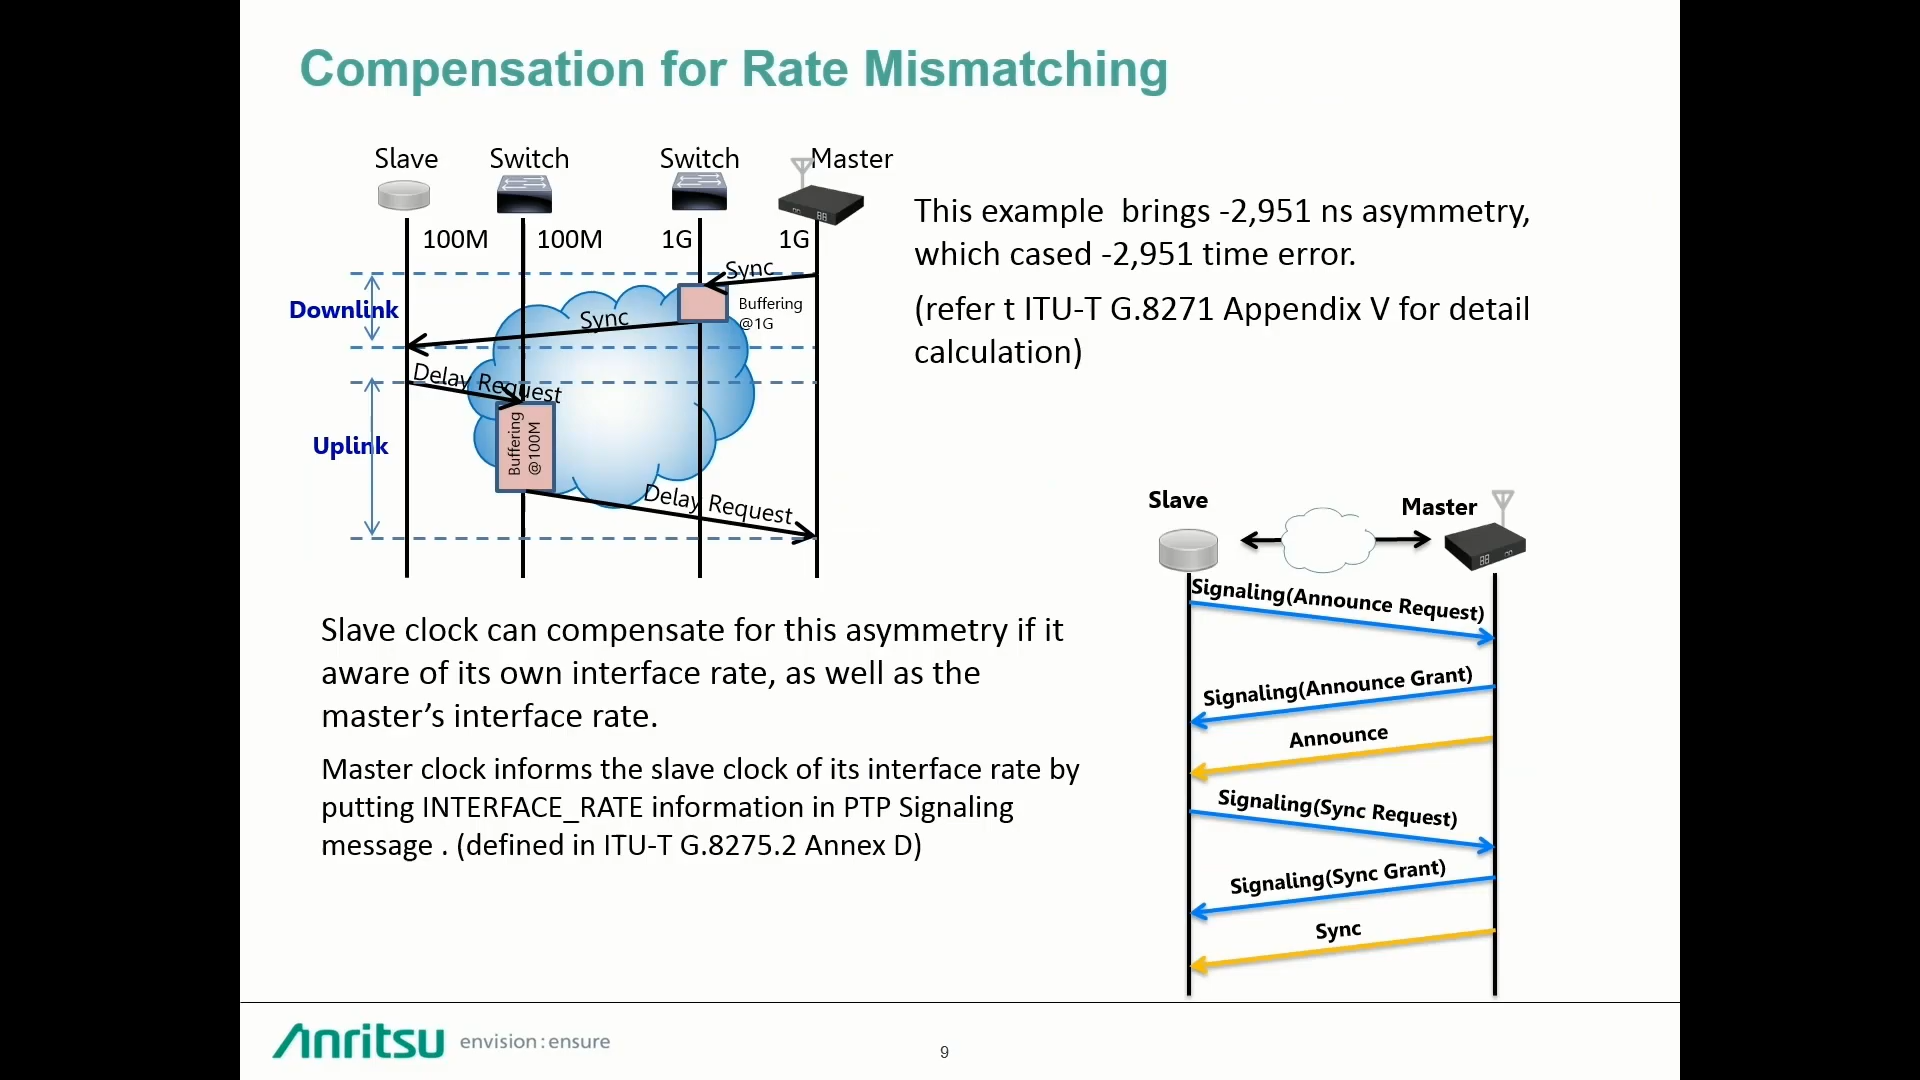 Compensation for Rate Mismatching
Slave
Switch
Switch
Master
100M
100M
1G
1G
Sync
Downlink
Buffering
@1G
Sync
Delay Request
Buffering
@100M
Uplink
Delay Request
This example  brings -2,951 ns asymmetry,
which cased -2,951 time error.
(refer t ITU-T G.8271 Appendix V for detail
calculation)
Slave clock can compensate for this asymmetry if it
aware of its own interface rate, as well as the
master’s interface rate.
Master clock informs the slave clock of its interface rate by
putting INTERFACE_RATE information in PTP Signaling
message . (defined in ITU-T G.8275.2 Annex D)
Slave
Master
Signaling(Announce Request)
Signaling(Announce Grant)
Announce
Signaling(Sync Request)
Signaling(Sync Grant)
Sync
Anritsu envision : ensure
9